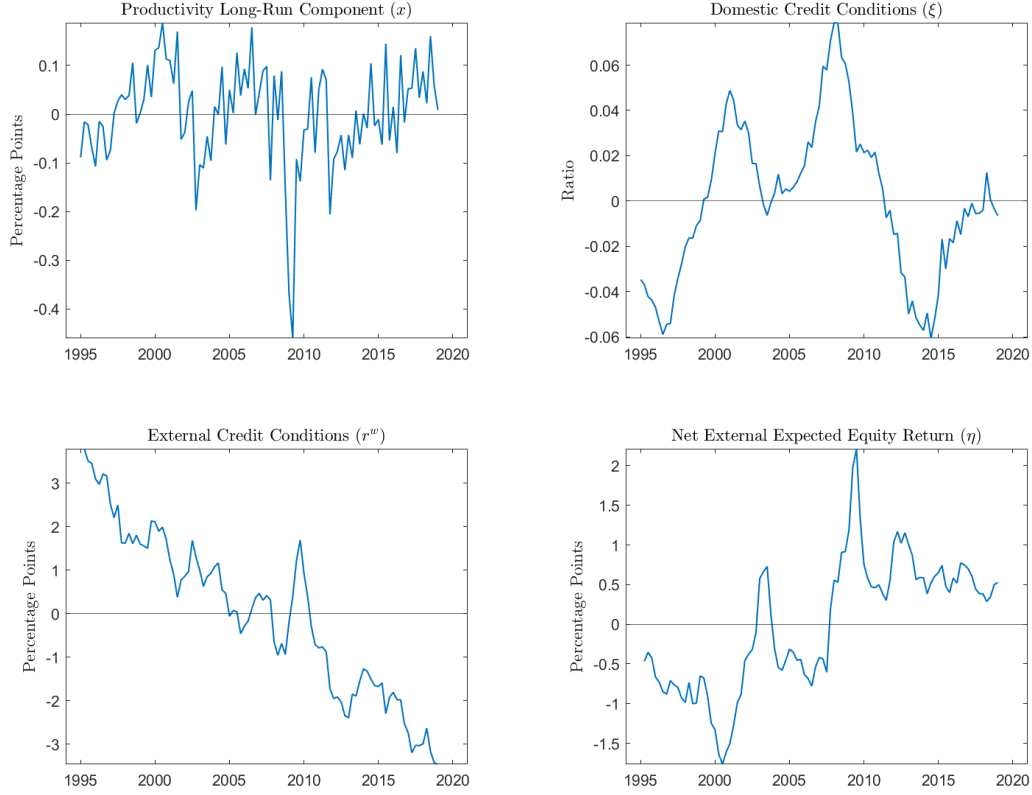 Productivity Long-Run Component (x)
Percentage Points
0.1
0
-0.1
-0.2
-0.3
-0.4
1995 2000 2005 2010 2015 2020
Domestic Credit Conditions (ξ)
Ratio
0.06
0.04
0.02
0
-0.02
-0.04
-0.06
1995 2000 2005 2010 2015 2020
External Credit Conditions (r^w)
Percentage Points
3
2
1
0
-1
-2
-3
1995 2000 2005 2010 2015 2020
Net External Expected Equity Return (η)
Percentage Points
2
1.5
1
0.5
0
-0.5
-1
-1.5
1995 2000 2005 2010 2015 2020